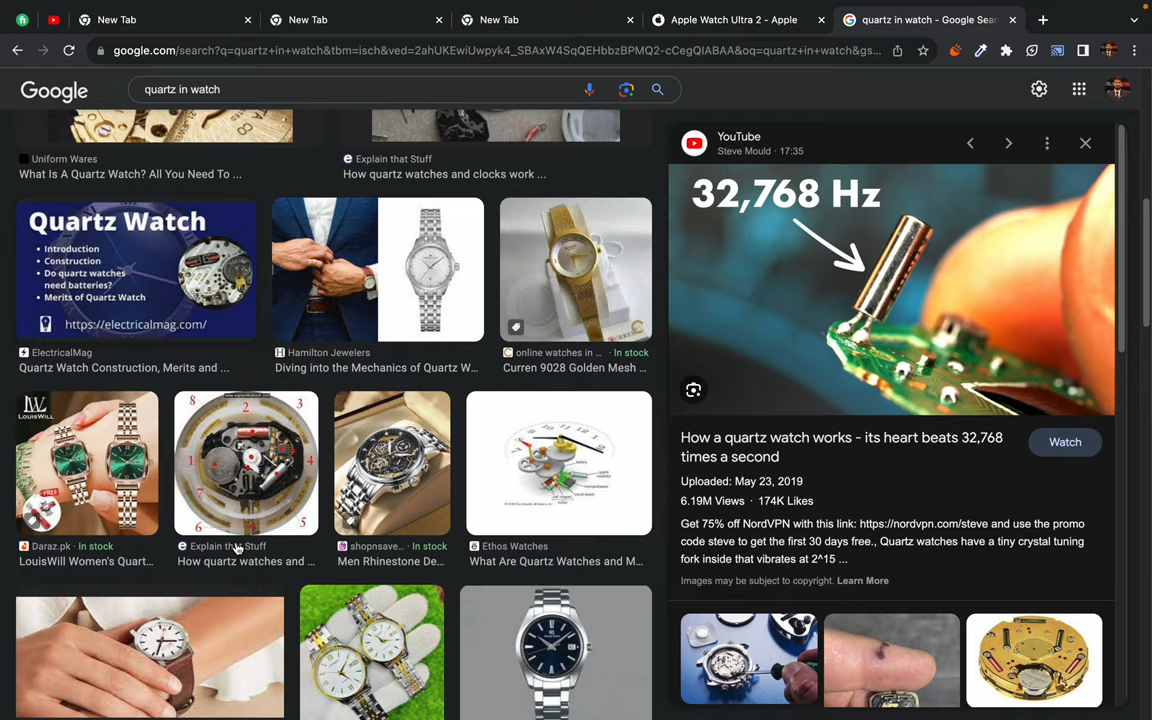 New Tab
New Tab
New Tab
Apple Watch Ultra 2 - Apple
quartz in watch - Google Sear
google.com/search?q=quartz+in+watch&tbm=isch&ved=2ahUKEwiUwpyk4_SBAxW4SqQEHbbzBPMQ2-cCegQIABAA&oq=quartz+in+watch&gs...
Google
quartz in watch
Uniform Wares
What Is A Quartz Watch? All You Need To ...
Explain that Stuff
How quartz watches and clocks work ...
Quartz Watch
• Introduction
• Construction
• Do quartz watches
need batteries?
• Merits of Quartz Watch
https://electricalmag.com/
ElectricalMag
Quartz Watch Construction, Merits and ...
Hamilton Jewelers
Diving into the Mechanics of Quartz W...
online watches in ... · In stock
Curren 9028 Golden Mesh ...
LOUISWILL
FREE
Daraz.pk · In stock
LouisWill Women's Quart...
8
2
3
1
4
7
6
5
Explain that Stuff
How quartz watches and ...
shopnsave... · In stock
Men Rhinestone De...
Ethos Watches
What Are Quartz Watches and M...
YouTube
Steve Mould · 17:35
32,768 Hz
How a quartz watch works - its heart beats 32,768
times a second
Watch
Uploaded: May 23, 2019
6.19M Views · 174K Likes
Get 75% off NordVPN with this link: https://nordvpn.com/steve and use the promo
code steve to get the first 30 days free., Quartz watches have a tiny crystal tuning
fork inside that vibrates at 2^15 ...
Images may be subject to copyright. Learn More